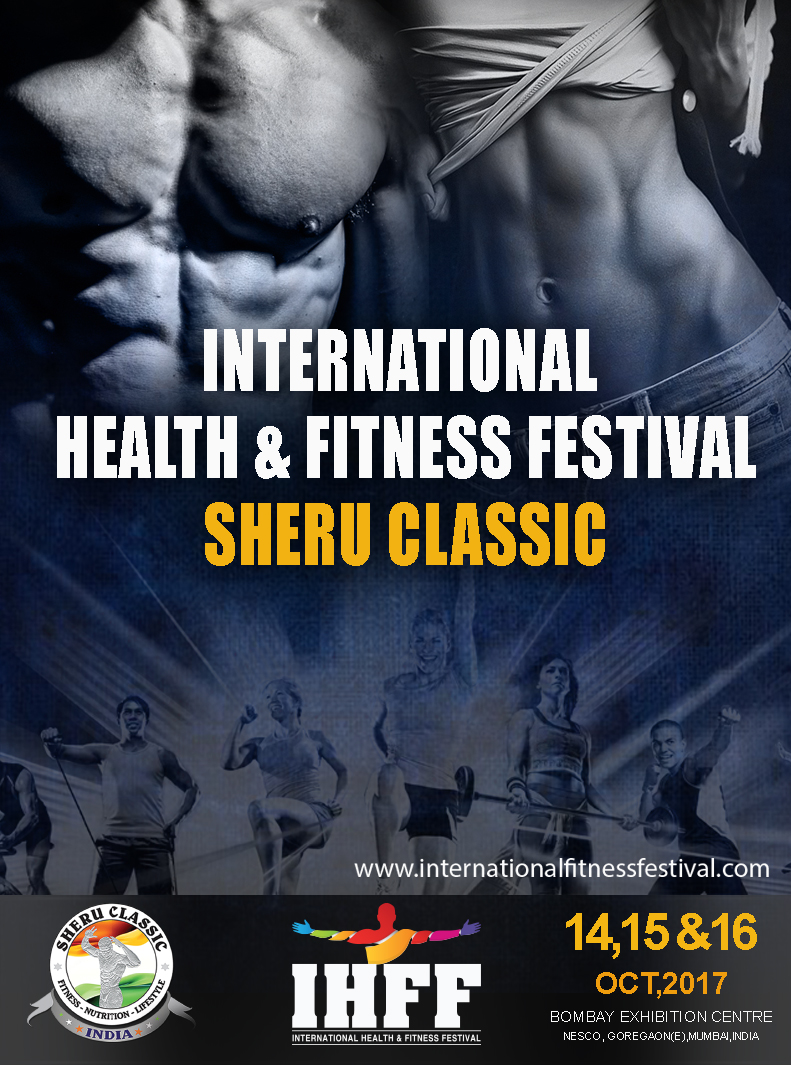 INTERNATIONAL
HEALTH & FITNESS FESTIVAL
SHERU CLASSIC
www.internationalfitnessfestival.com
SHERU CLASSIC
FITNESS - NUTRITION - LIFESTYLE
INDIA
IHFF
INTERNATIONAL HEALTH & FITNESS FESTIVAL
14,15 &16
OCT,2017
BOMBAY EXHIBITION CENTRE
NESCO, GOREGAON(E),MUMBAI,INDIA